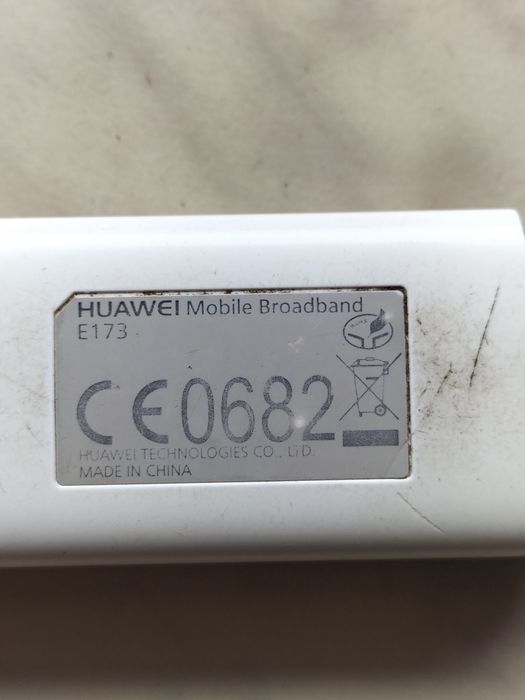 HUAWEI Mobile Broadband
E173
CE0682
HUAWEI TECHNOLOGIES CO., LTD.
MADE IN CHINA